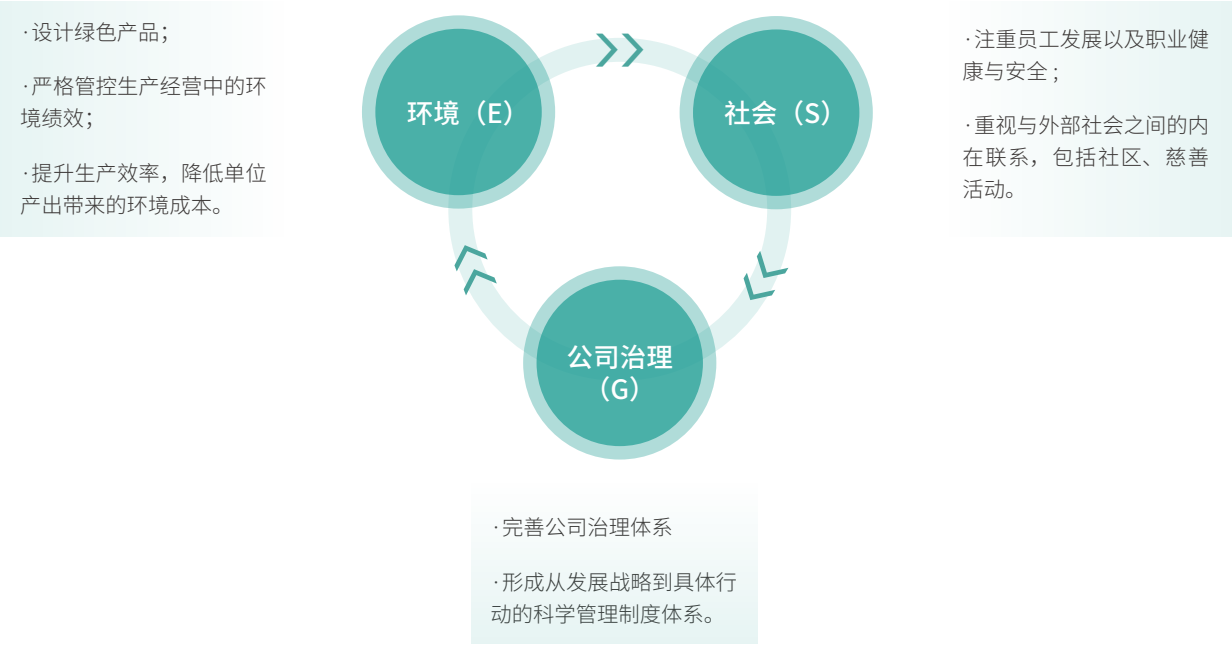 ·设计绿色产品；
·严格管控生产经营中的环
境绩效；
·提升生产效率，降低单位
产出带来的环境成本。
环境（E）
社会（S）
·注重员工发展以及职业健
康与安全；
·重视与外部社会之间的内
在联系，包括社区、慈善
活动。
公司治理
（G）
·完善公司治理体系
·形成从发展战略到具体行
动的科学管理制度体系。